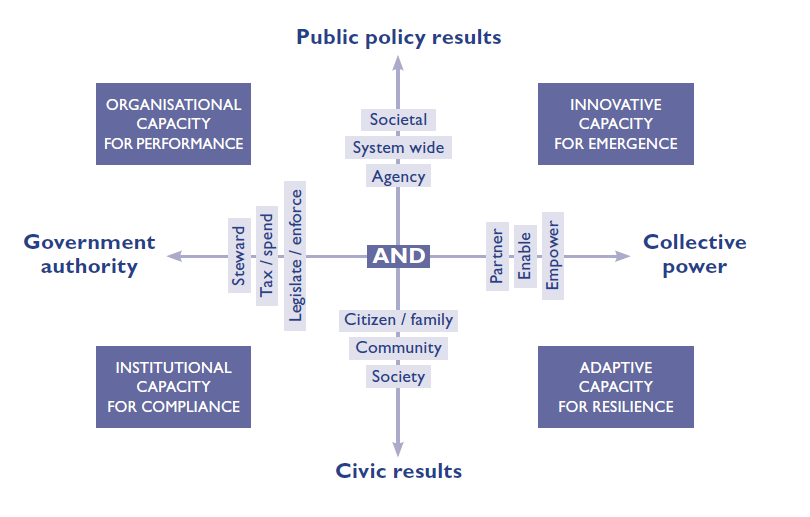 Public policy results
ORGANISATIONAL
CAPACITY
FOR PERFORMANCE
INNOVATIVE
CAPACITY
FOR EMERGENCE
Societal
System wide
Agency
Government
authority
Steward
Tax / spend
Legislate / enforce
AND
Partner
Enable
Empower
Collective
power
Citizen / family
Community
Society
INSTITUTIONAL
CAPACITY
FOR COMPLIANCE
ADAPTIVE
CAPACITY
FOR RESILIENCE
Civic results